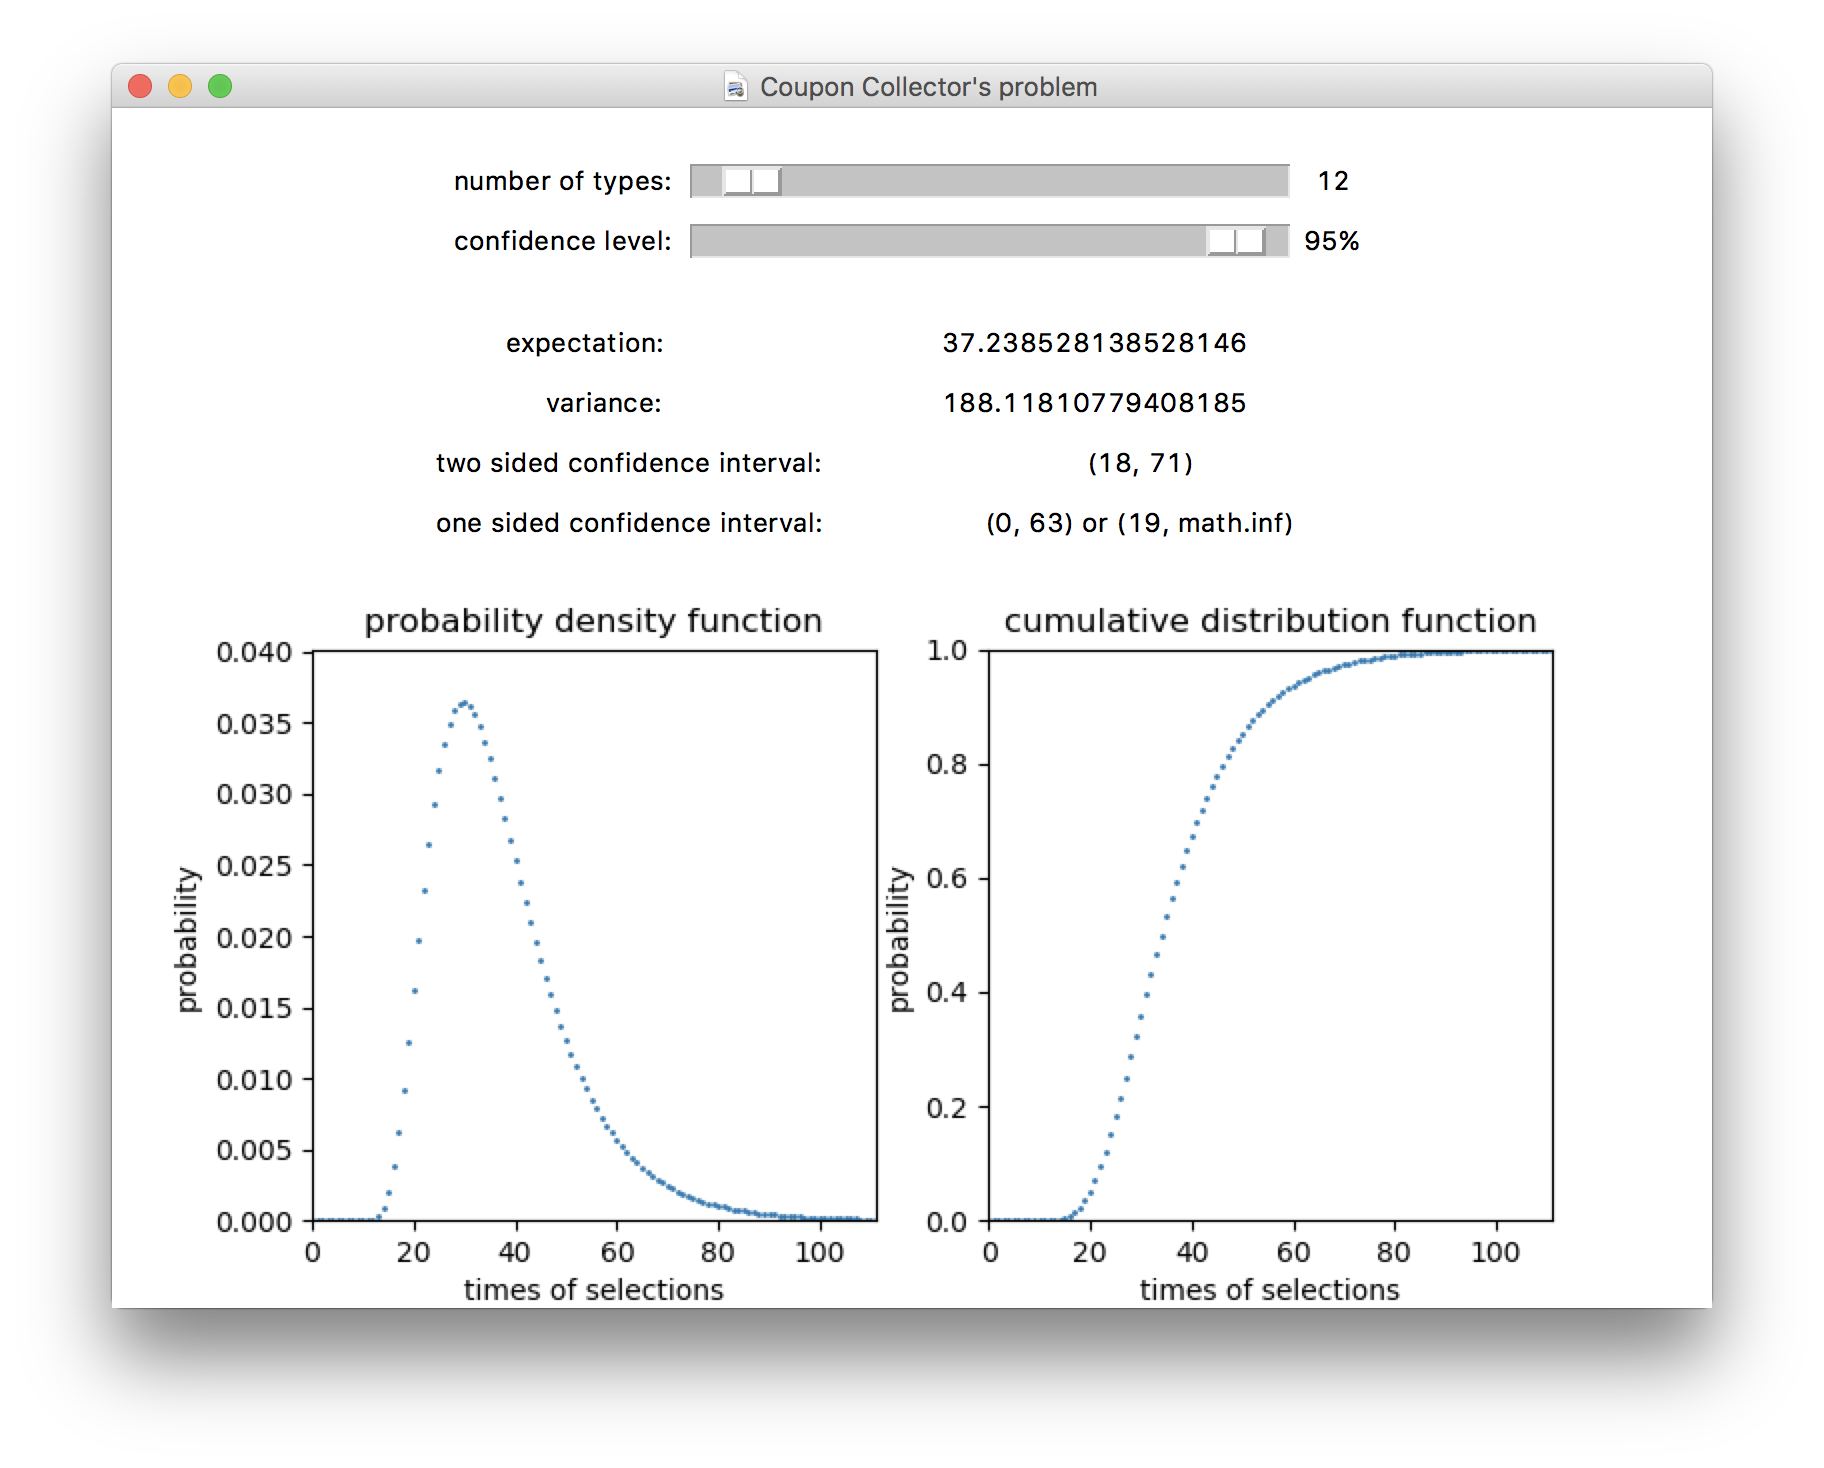 Coupon Collector's problem
number of types: 12
confidence level: 95%
expectation: 37.238528138528146
variance: 188.11810779408185
two sided confidence interval: (18, 71)
one sided confidence interval: (0, 63) or (19, math.inf)
probability density function
0.040
0.035
0.030
0.025
0.020
0.015
0.010
0.005
0.000
probability
0 20 40 60 80 100
times of selections
cumulative distribution function
1.0
0.8
0.6
0.4
0.2
0.0
probability
0 20 40 60 80 100
times of selections